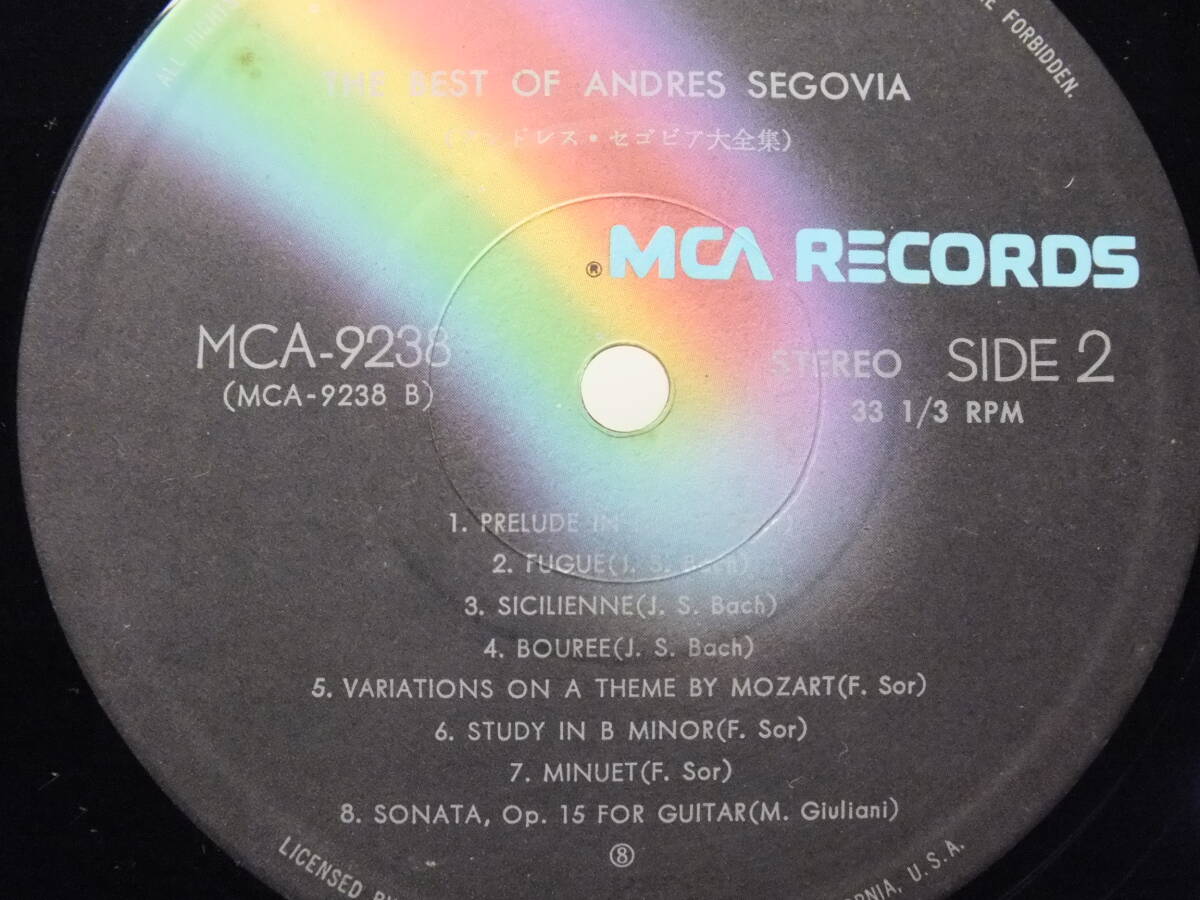 ALL RIGHTS
FORBIDDEN.
THE BEST OF ANDRES SEGOVIA
(アンドレス・セゴビア大全集)
® MCA RECORDS
MCA-9238
(MCA-9238 B)
STEREO SIDE 2
33 1/3 RPM
1. PRELUDE IN
2. FUGUE(J. S. Bach)
3. SICILIENNE(J. S. Bach)
4. BOUREE(J. S. Bach)
5. VARIATIONS ON A THEME BY MOZART(F. Sor)
6. STUDY IN B MINOR(F. Sor)
7. MINUET(F. Sor)
8. SONATA, Op. 15 FOR GUITAR(M. Giuliani)
⑧
LICENSED
U.S.A.